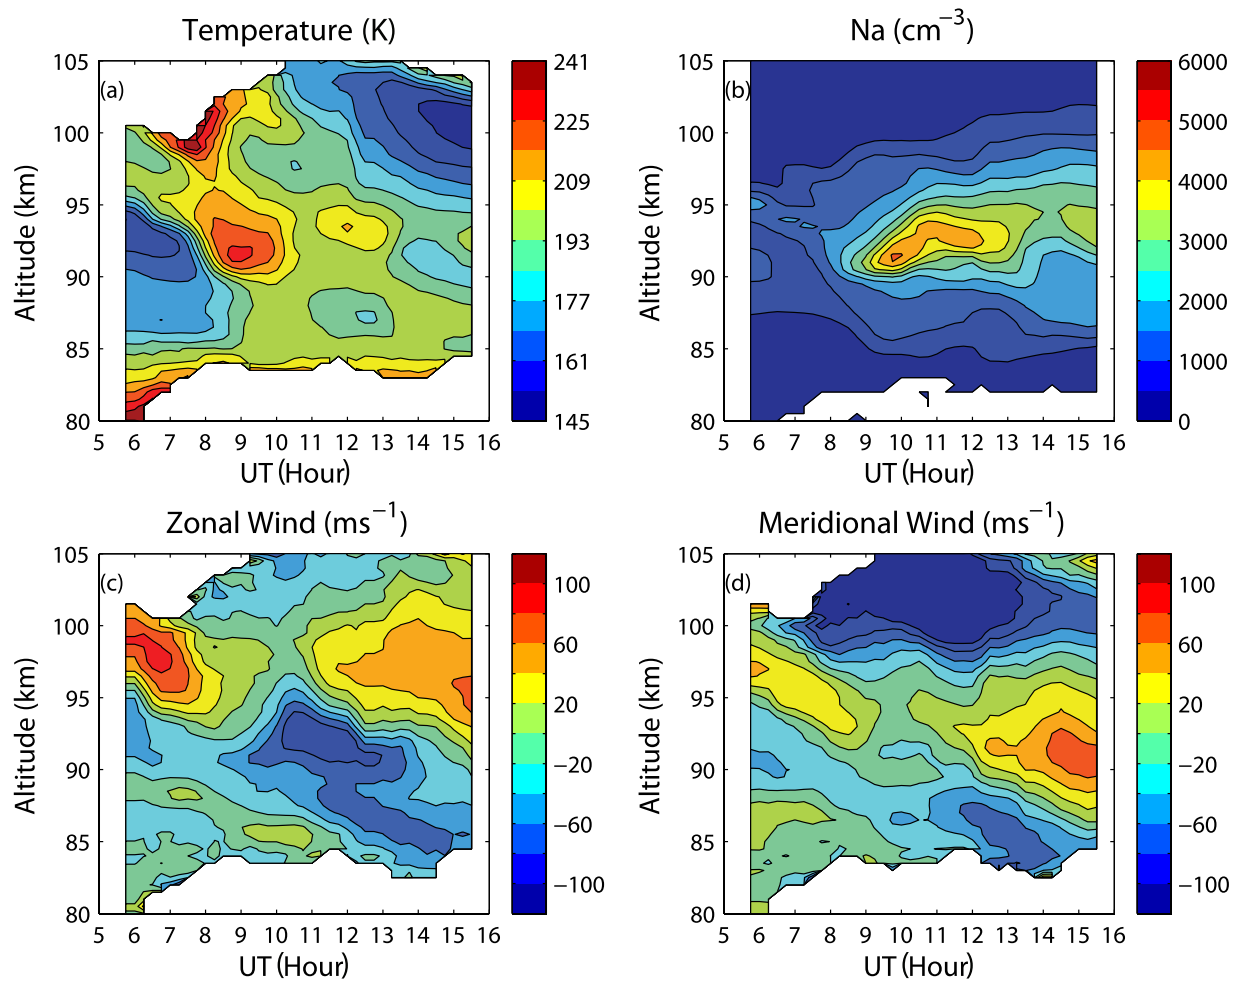 Temperature (K)
(a)
105
100
95
90
85
80
5 6 7 8 9 10 11 12 13 14 15 16
241
225
209
193
177
161
145
Altitude (km)
UT (Hour)
Na (cm−3)
(b)
105
100
95
90
85
80
5 6 7 8 9 10 11 12 13 14 15 16
6000
5000
4000
3000
2000
1000
0
Altitude (km)
UT (Hour)
Zonal Wind (ms−1)
(c)
105
100
95
90
85
80
5 6 7 8 9 10 11 12 13 14 15 16
100
60
20
−20
−60
−100
Altitude (km)
UT (Hour)
Meridional Wind (ms−1)
(d)
105
100
95
90
85
80
5 6 7 8 9 10 11 12 13 14 15 16
100
60
20
−20
−60
−100
Altitude (km)
UT (Hour)